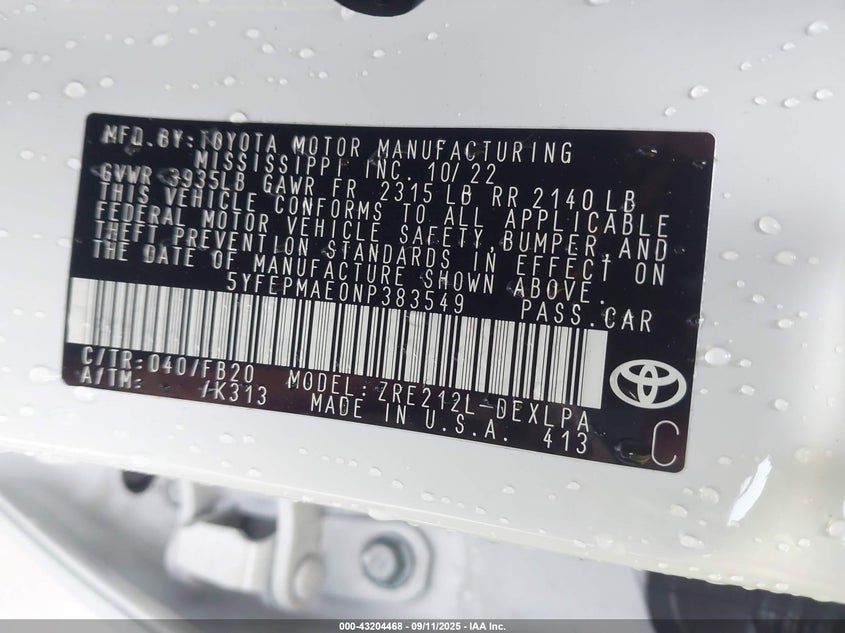 MFD.BY: TOYOTA MOTOR MANUFACTURING
MISSISSIPPI INC. 10/22
GVWR 3935LB GAWR FR 2315 LB RR 2140 LB
THIS VEHICLE CONFORMS TO ALL APPLICABLE
FEDERAL MOTOR VEHICLE SAFETY, BUMPER, AND
THEFT PREVENTION STANDARDS IN EFFECT ON
THE DATE OF MANUFACTURE SHOWN ABOVE.
5YFEPMAE0NP383549 PASS.CAR
C/TR: 040/FB20 MODEL: ZRE212L-DEXLPA
A/TM: /K313 MADE IN U.S.A. 413
C
000-43204468 - 09/11/2025 - IAA Inc.